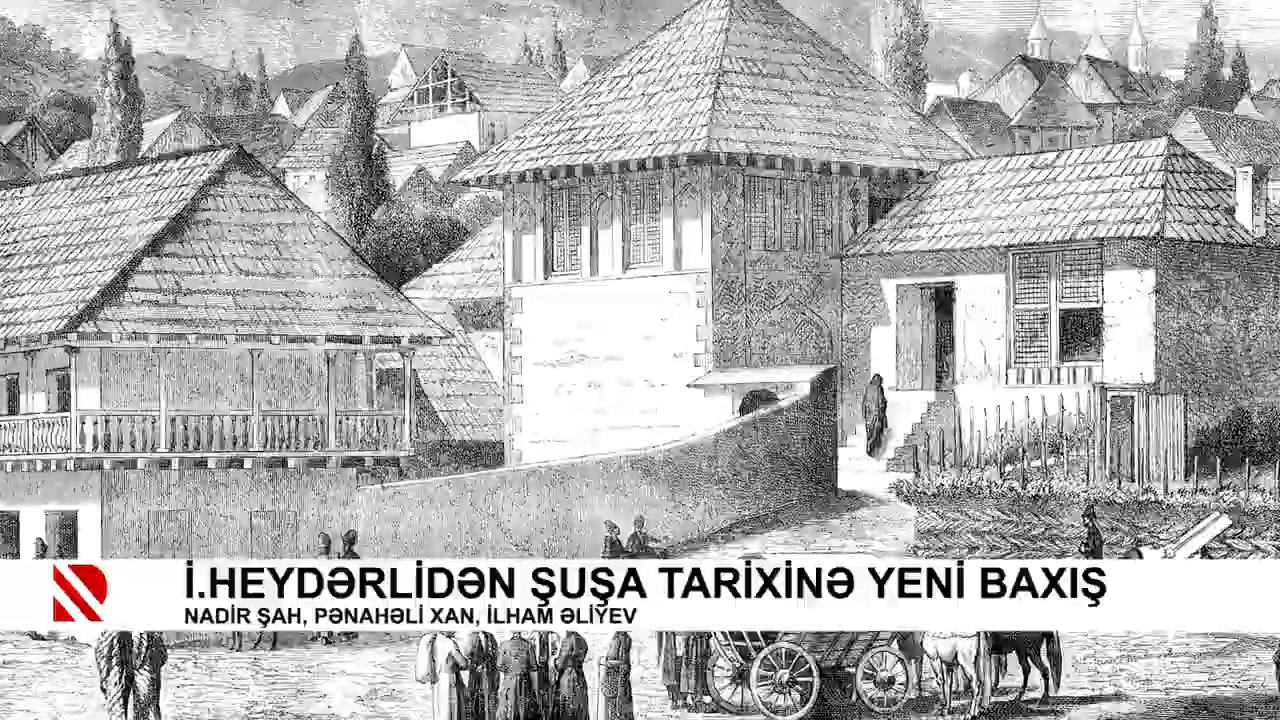 İ.HEYDƏRLİDƏN ŞUŞA TARİXİNƏ YENİ BAXIŞ
NADİR ŞAH, PƏNAHƏLİ XAN, İLHAM ƏLİYEV